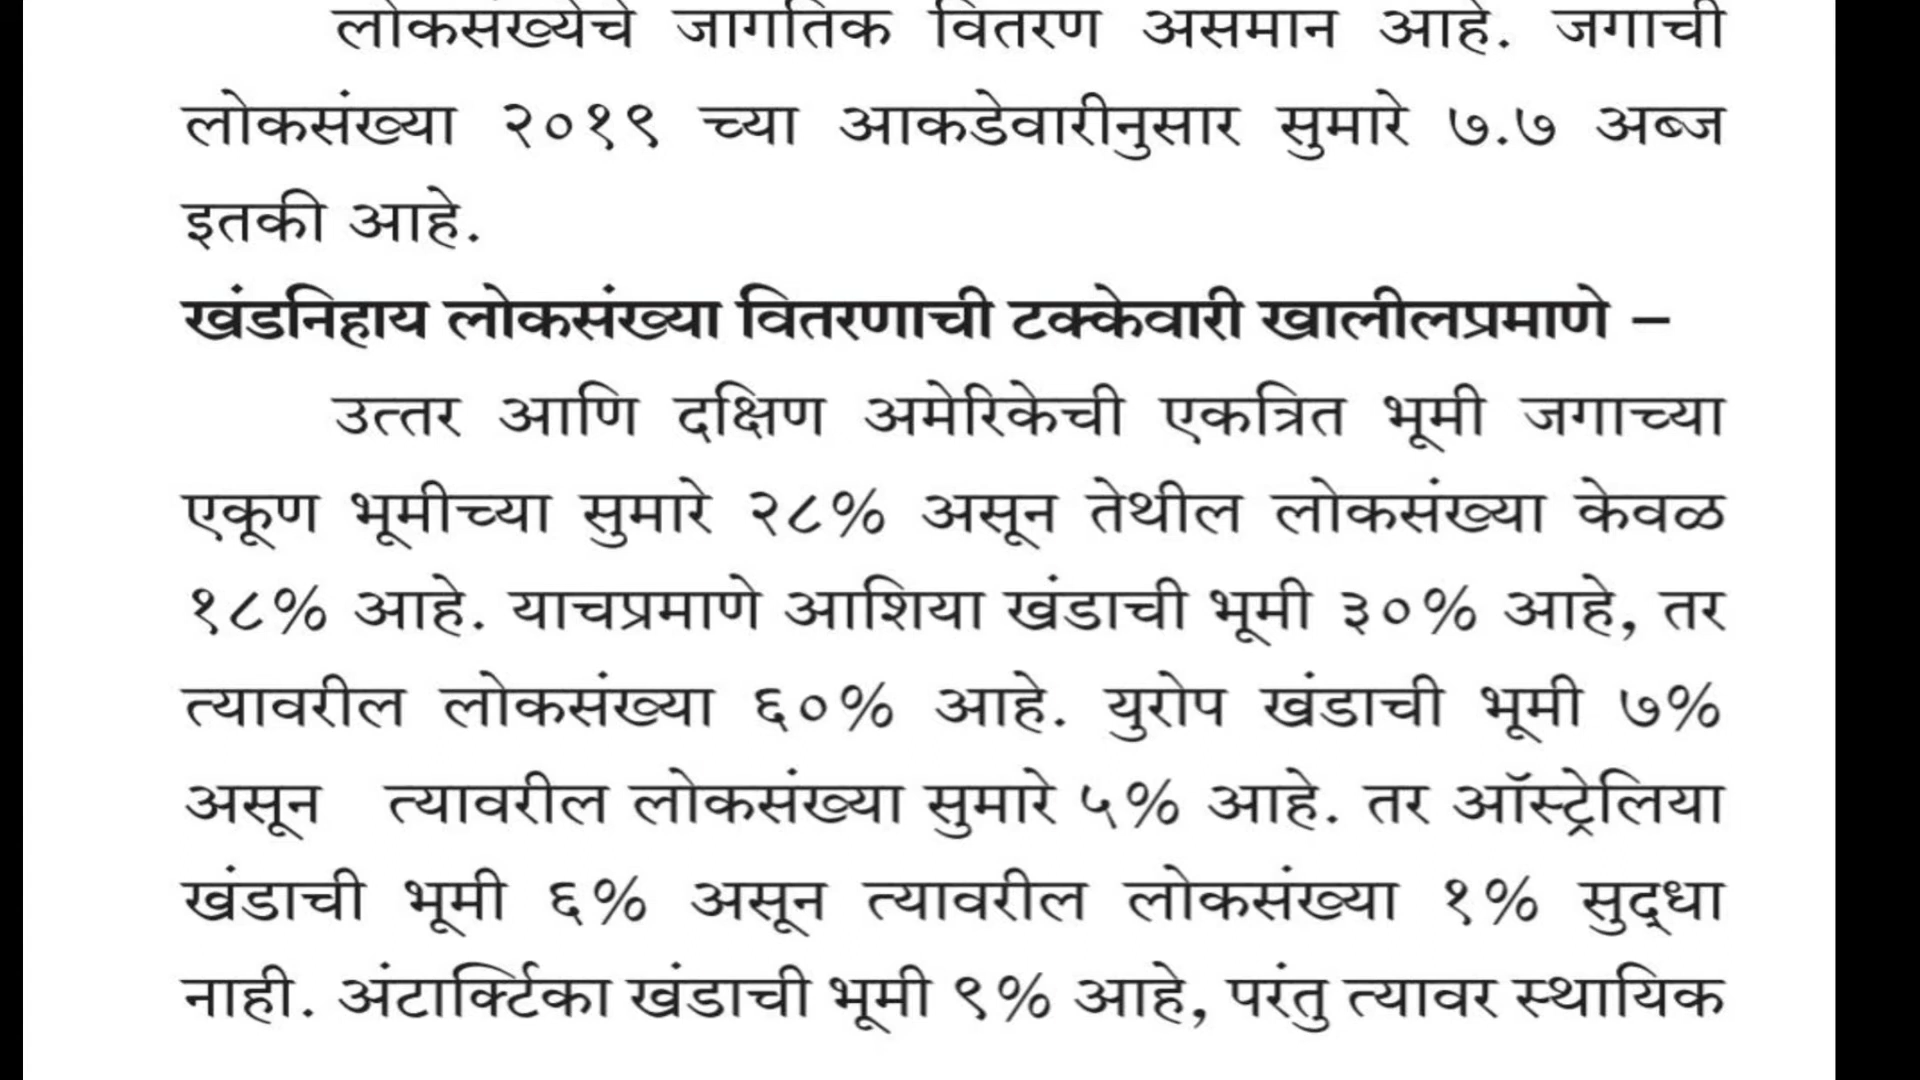 लोकसंख्येचे जागतिक वितरण असमान आहे. जगाची
लोकसंख्या २०१९ च्या आकडेवारीनुसार सुमारे ७.७ अब्ज
इतकी आहे.
खंडनिहाय लोकसंख्या वितरणाची टक्केवारी खालीलप्रमाणे –
उत्तर आणि दक्षिण अमेरिकेची एकत्रित भूमी जगाच्या
एकूण भूमीच्या सुमारे २८% असून तेथील लोकसंख्या केवळ
१८% आहे. याचप्रमाणे आशिया खंडाची भूमी ३०% आहे, तर
त्यावरील लोकसंख्या ६०% आहे. युरोप खंडाची भूमी ७%
असून त्यावरील लोकसंख्या सुमारे ५% आहे. तर ऑस्ट्रेलिया
खंडाची भूमी ६% असून त्यावरील लोकसंख्या १% सुद्धा
नाही. अंटार्क्टिका खंडाची भूमी ९% आहे, परंतु त्यावर स्थायिक